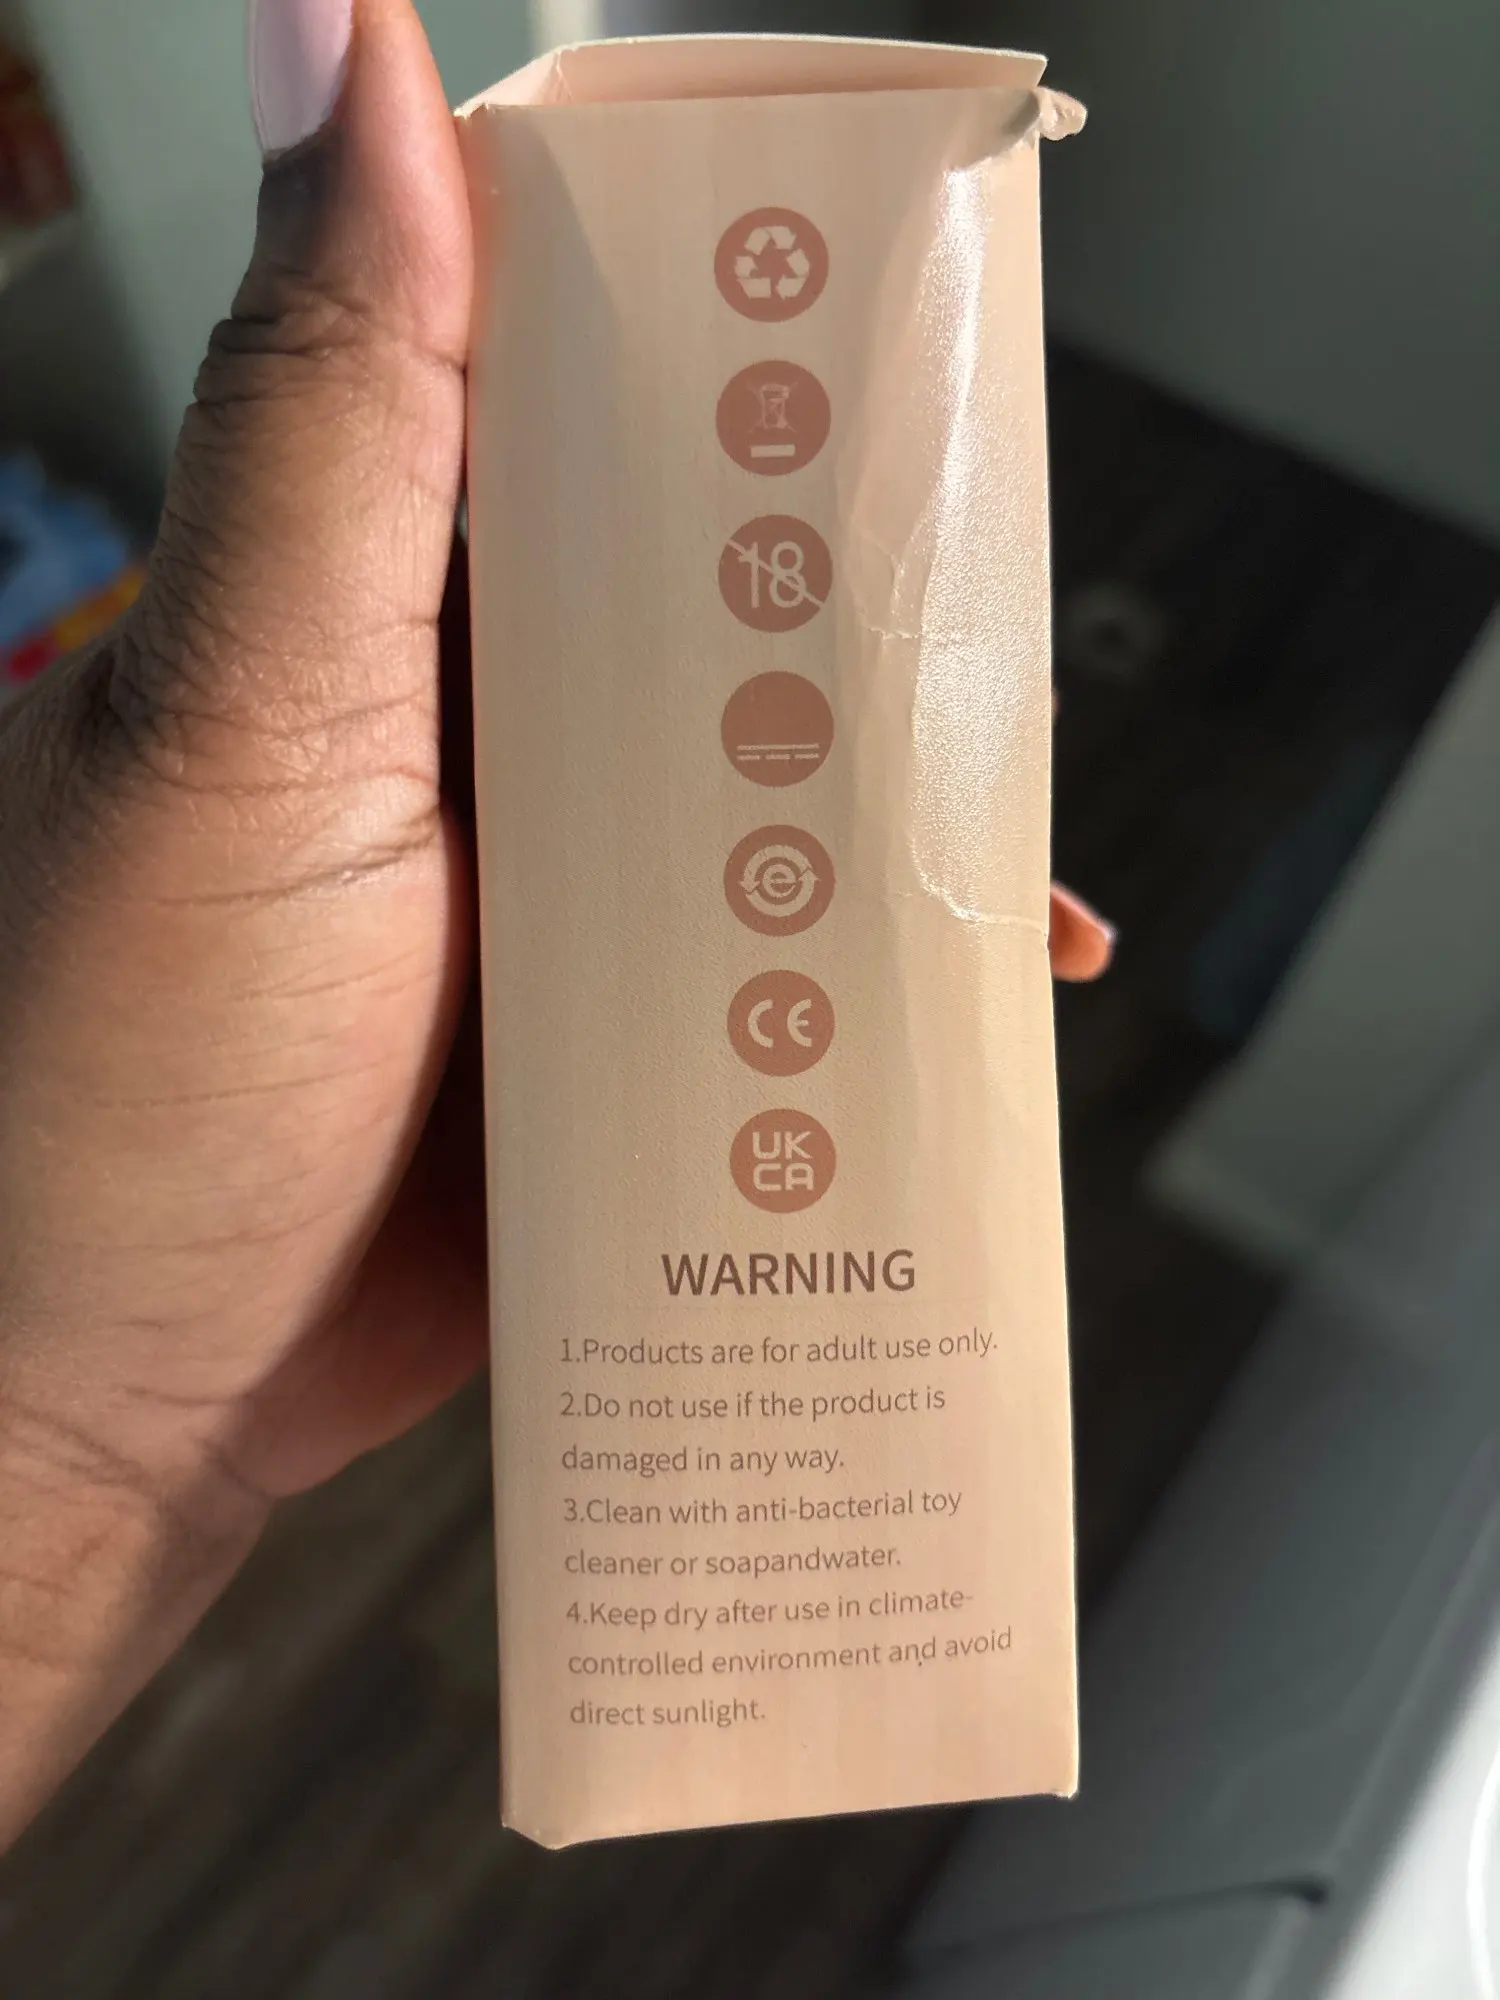 18
e
CE
UK
CA
WARNING
1.Products are for adult use only.
2.Do not use if the product is
damaged in any way.
3.Clean with anti-bacterial toy
cleaner or soapandwater.
4.Keep dry after use in climate-
controlled environment and avoid
direct sunlight.